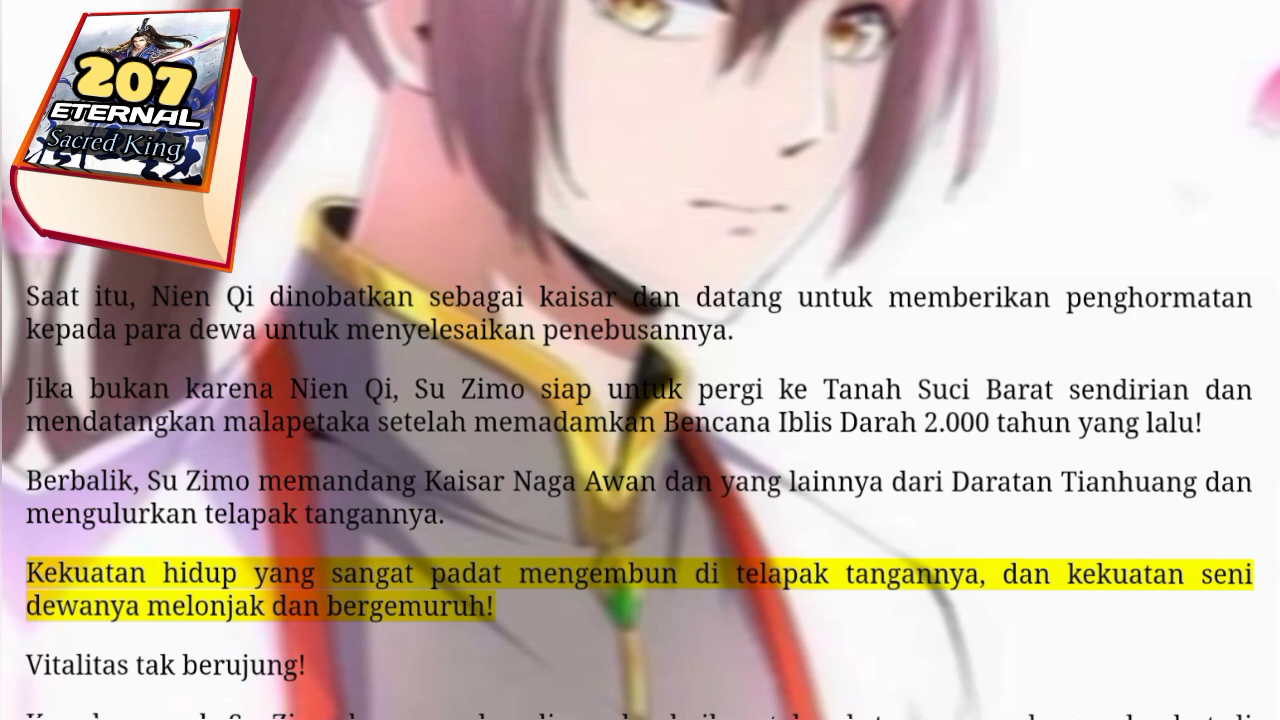 207
ETERNAL
Sacred King
Saat itu, Nien Qi dinobatkan sebagai kaisar dan datang untuk memberikan penghormatan
kepada para dewa untuk menyelesaikan penebusannya.
Jika bukan karena Nien Qi, Su Zimo siap untuk pergi ke Tanah Suci Barat sendirian dan
mendatangkan malapetaka setelah memadamkan Bencana Iblis Darah 2.000 tahun yang lalu!
Berbalik, Su Zimo memandang Kaisar Naga Awan dan yang lainnya dari Daratan Tianhuang dan
mengulurkan telapak tangannya.
Kekuatan hidup yang sangat padat mengembun di telapak tangannya, dan kekuatan seni
dewanya melonjak dan bergemuruh!
Vitalitas tak berujung!